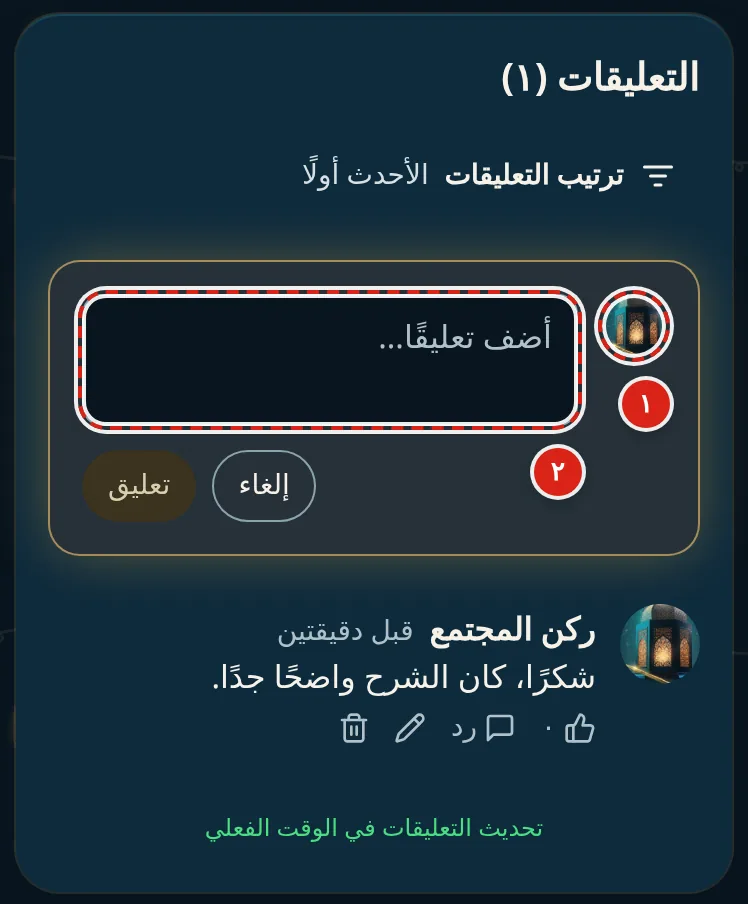 التعليقات (١)
ترتيب التعليقات الأحدث أولًا
أضف تعليقًا...
١
٢
إلغاء تعليق
ركن المجتمع قبل دقيقتين
شكرًا، كان الشرح واضحًا جدًا.
٠ رد
تحديث التعليقات في الوقت الفعلي